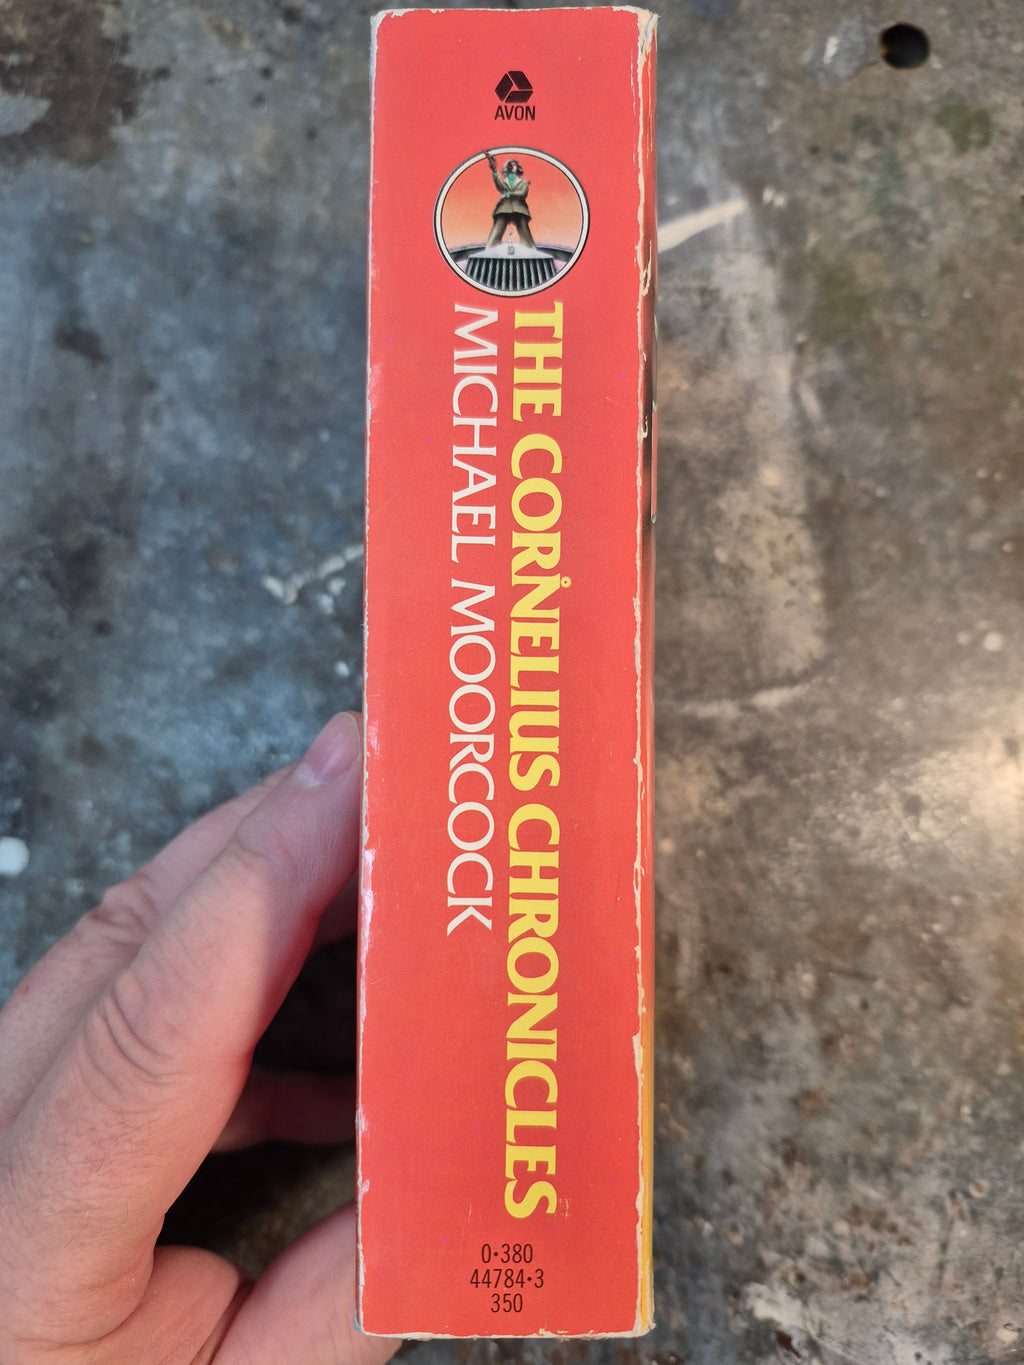 AVON
THE CORNELIUS CHRONICLES
MICHAEL MOORCOCK
0•380
44784•3
350